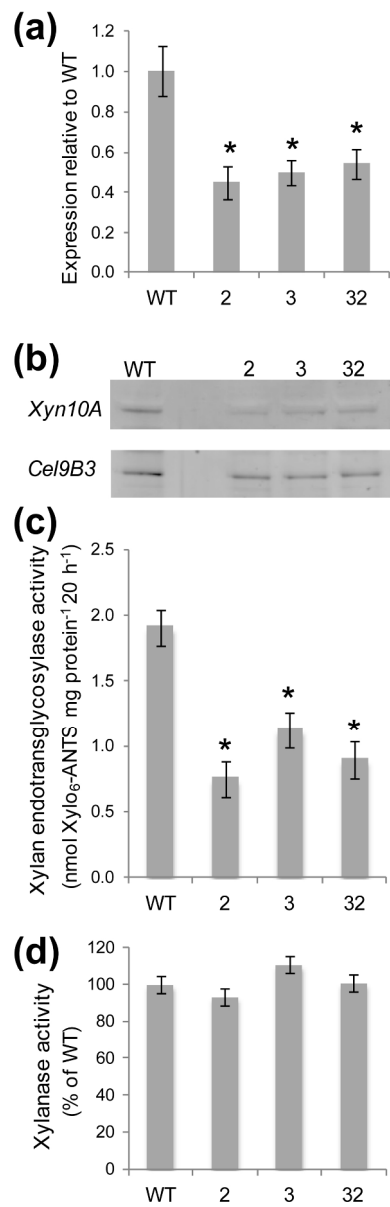 (a)
Expression relative to WT
1.2
1.0
0.8
0.6
0.4
0.2
0.0
* * *
WT 2 3 32
(b)
WT 2 3 32
Xyn10A
Cel9B3
(c)
Xylan endotransglycosylase activity
(nmol Xylo₆-ANTS mg protein⁻¹ 20 h⁻¹)
2.5
2.0
1.5
1.0
0.5
0.0
* * *
WT 2 3 32
(d)
Xylanase activity
(% of WT)
120
100
80
60
40
20
0
WT 2 3 32